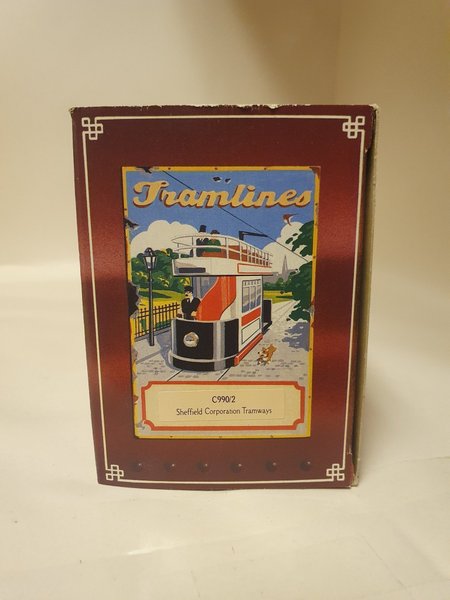 Tramlines
C990/2
Sheffield Corporation Tramways